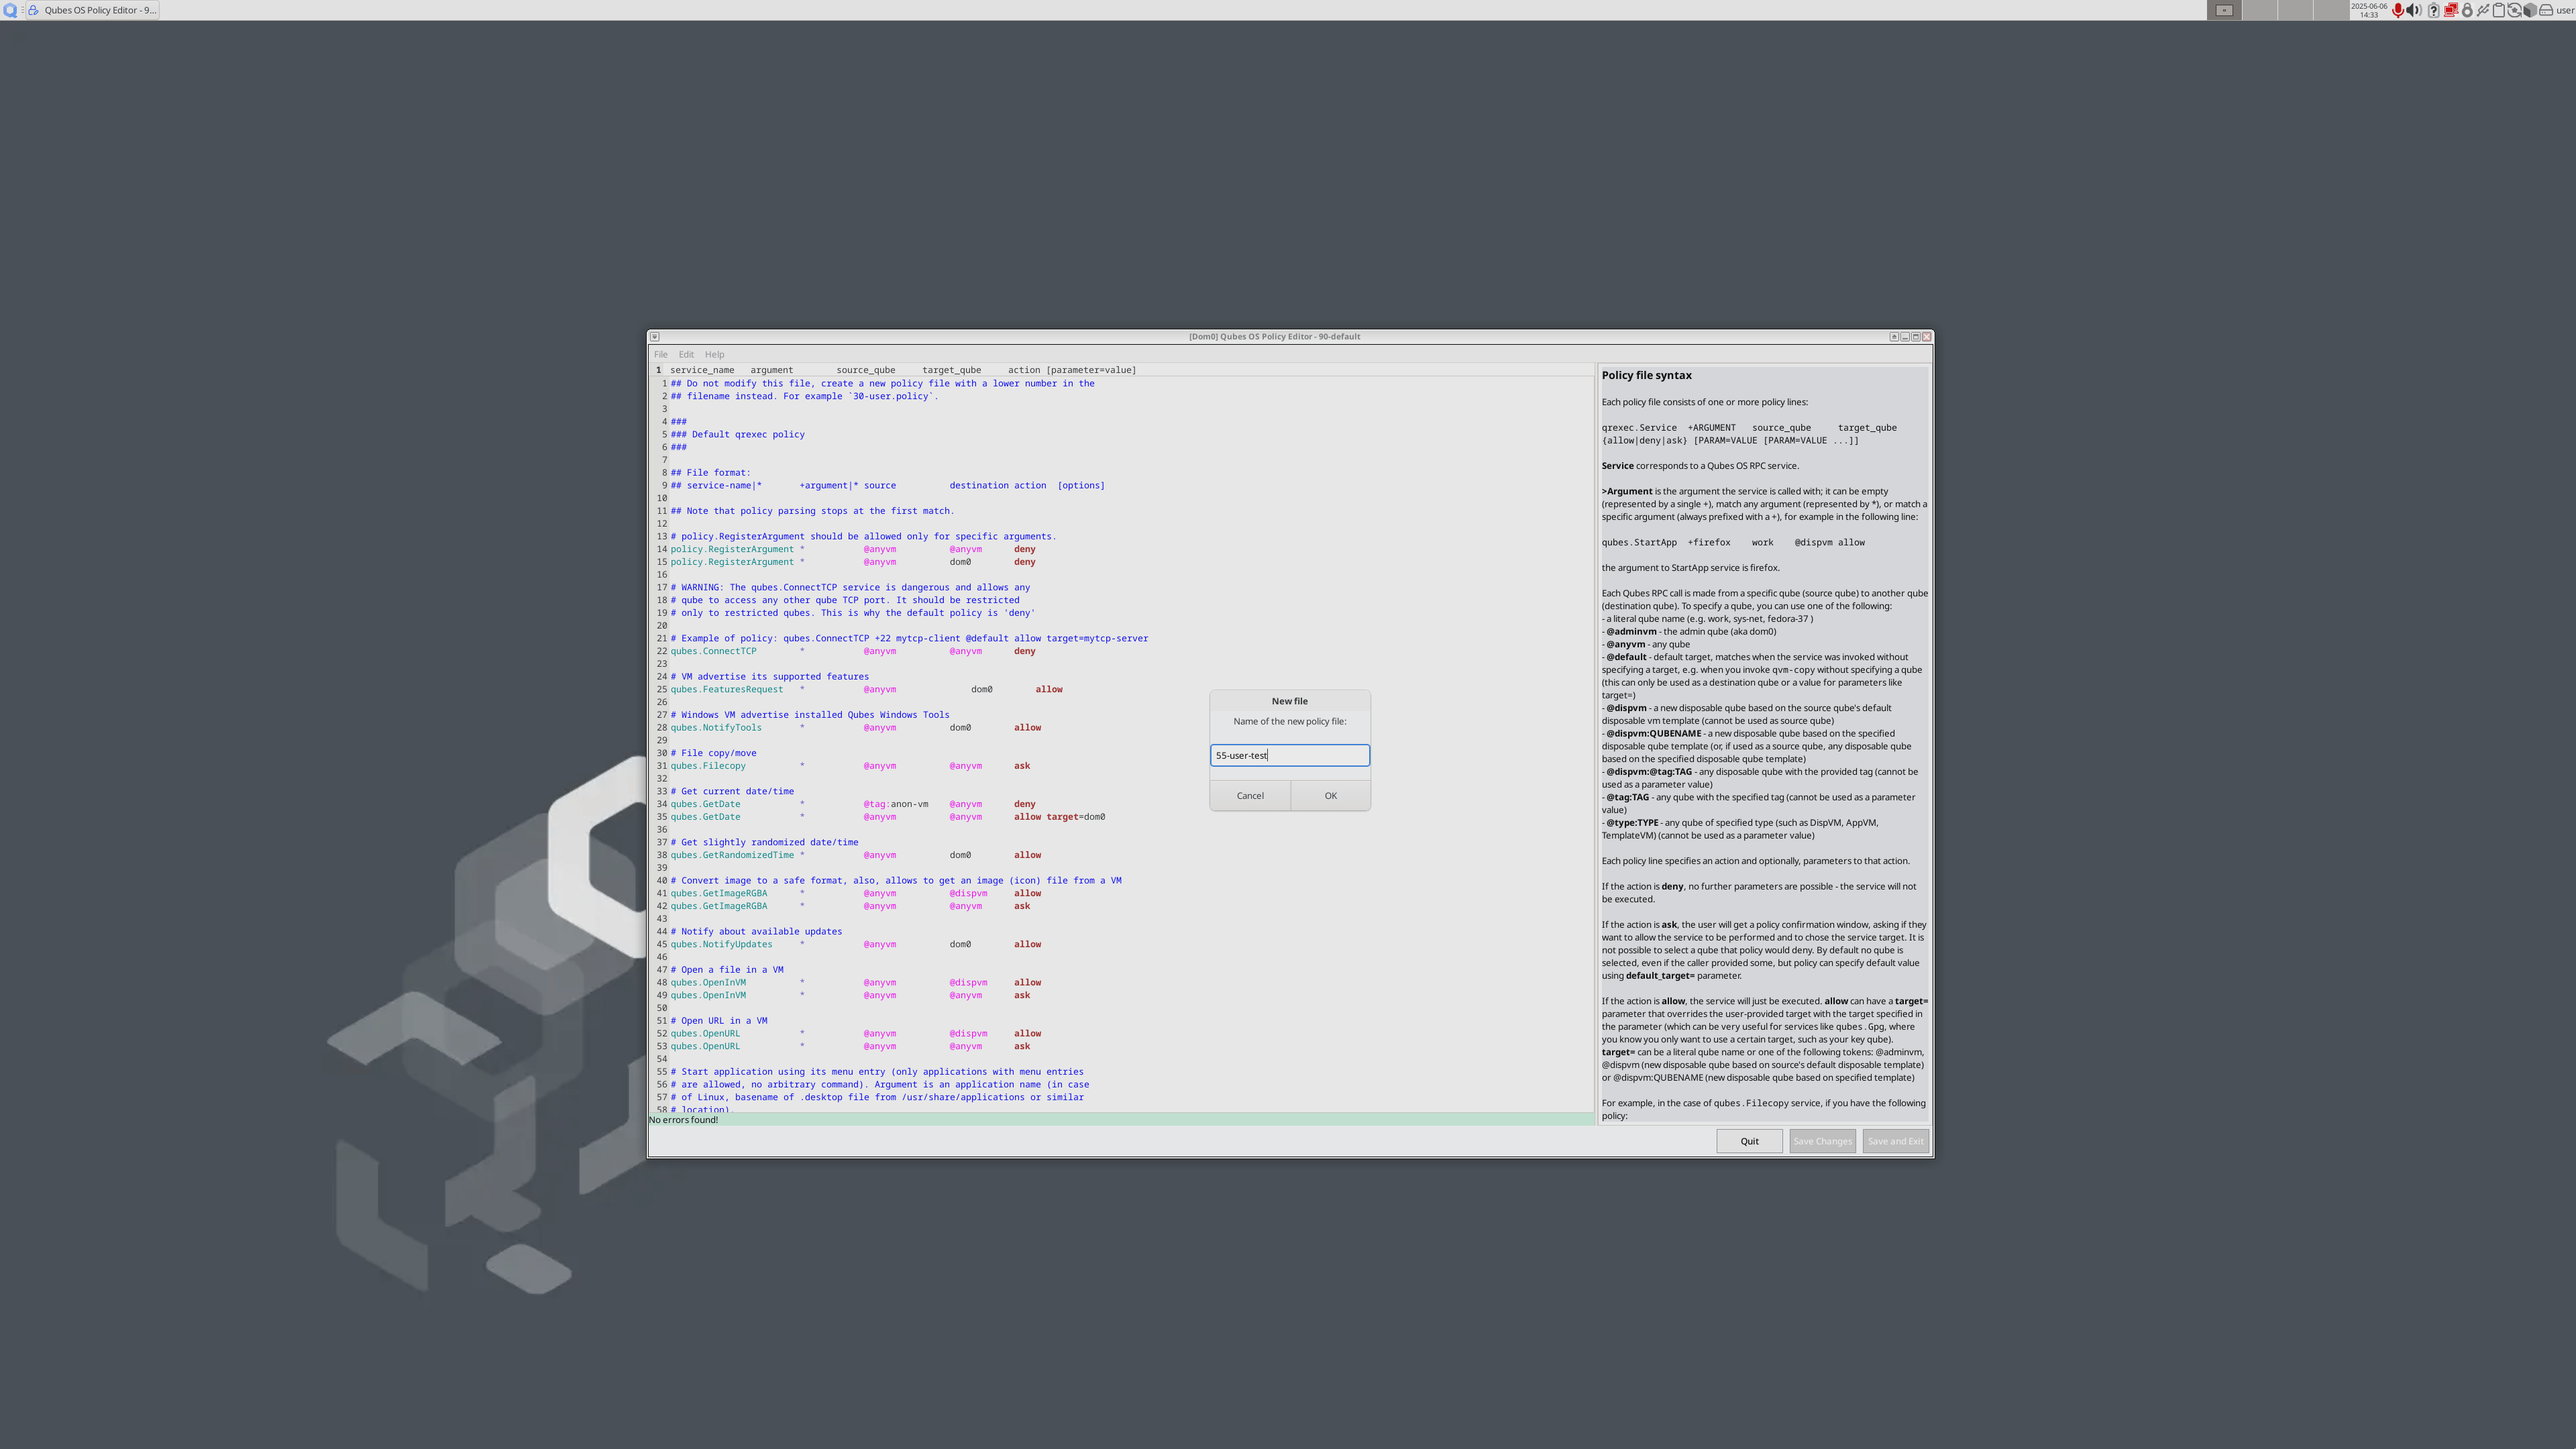 Qubes OS Policy Editor - 9...
2025-06-06
14:33
user
[Dom0] Qubes OS Policy Editor - 90-default
File Edit Help
1 service_name argument source_qube target_qube action [parameter=value]
1 ## Do not modify this file, create a new policy file with a lower number in the
2 ## filename instead. For example `30-user.policy`.
3
4 ###
5 ### Default qrexec policy
6 ###
7
8 ## File format:
9 ## service-name|* +argument|* source destination action [options]
10
11 ## Note that policy parsing stops at the first match.
12
13 # policy.RegisterArgument should be allowed only for specific arguments.
14 policy.RegisterArgument * @anyvm @anyvm deny
15 policy.RegisterArgument * @anyvm dom0 deny
16
17 # WARNING: The qubes.ConnectTCP service is dangerous and allows any
18 # qube to access any other qube TCP port. It should be restricted
19 # only to restricted qubes. This is why the default policy is 'deny'
20
21 # Example of policy: qubes.ConnectTCP +22 mytcp-client @default allow target=mytcp-server
22 qubes.ConnectTCP * @anyvm @anyvm deny
23
24 # VM advertise its supported features
25 qubes.FeaturesRequest * @anyvm dom0 allow
26
27 # Windows VM advertise installed Qubes Windows Tools
28 qubes.NotifyTools * @anyvm dom0 allow
29
30 # File copy/move
31 qubes.Filecopy * @anyvm @anyvm ask
32
33 # Get current date/time
34 qubes.GetDate * @tag:anon-vm @anyvm deny
35 qubes.GetDate * @anyvm @anyvm allow target=dom0
36
37 # Get slightly randomized date/time
38 qubes.GetRandomizedTime * @anyvm dom0 allow
39
40 # Convert image to a safe format, also, allows to get an image (icon) file from a VM
41 qubes.GetImageRGBA * @anyvm @dispvm allow
42 qubes.GetImageRGBA * @anyvm @anyvm ask
43
44 # Notify about available updates
45 qubes.NotifyUpdates * @anyvm dom0 allow
46
47 # Open a file in a VM
48 qubes.OpenInVM * @anyvm @dispvm allow
49 qubes.OpenInVM * @anyvm @anyvm ask
50
51 # Open URL in a VM
52 qubes.OpenURL * @anyvm @dispvm allow
53 qubes.OpenURL * @anyvm @anyvm ask
54
55 # Start application using its menu entry (only applications with menu entries
56 # are allowed, no arbitrary command). Argument is an application name (in case
57 # of Linux, basename of .desktop file from /usr/share/applications or similar
58 # location).
No errors found!
New file
Name of the new policy file:
55-user-test
Cancel OK
Policy file syntax
Each policy file consists of one or more policy lines:
qrexec.Service +ARGUMENT source_qube target_qube
{allow|deny|ask} [PARAM=VALUE [PARAM=VALUE ...]]
Service corresponds to a Qubes OS RPC service.
>Argument is the argument the service is called with; it can be empty
(represented by a single +), match any argument (represented by *), or match a
specific argument (always prefixed with a +), for example in the following line:
qubes.StartApp +firefox work @dispvm allow
the argument to StartApp service is firefox.
Each Qubes RPC call is made from a specific qube (source qube) to another qube
(destination qube). To specify a qube, you can use one of the following:
- a literal qube name (e.g. work, sys-net, fedora-37 )
- @adminvm - the admin qube (aka dom0)
- @anyvm - any qube
- @default - default target, matches when the service was invoked without
specifying a target, e.g. when you invoke qvm-copy without specifying a qube
(this can only be used as a destination qube or a value for parameters like
target=)
- @dispvm - a new disposable qube based on the source qube's default
disposable vm template (cannot be used as source qube)
- @dispvm:QUBENAME - a new disposable qube based on the specified
disposable qube template (or, if used as a source qube, any disposable qube
based on the specified disposable qube template)
- @dispvm:@tag:TAG - any disposable qube with the provided tag (cannot be
used as a parameter value)
- @tag:TAG - any qube with the specified tag (cannot be used as a parameter
value)
- @type:TYPE - any qube of specified type (such as DispVM, AppVM,
TemplateVM) (cannot be used as a parameter value)
Each policy line specifies an action and optionally, parameters to that action.
If the action is deny, no further parameters are possible - the service will not
be executed.
If the action is ask, the user will get a policy confirmation window, asking if they
want to allow the service to be performed and to chose the service target. It is
not possible to select a qube that policy would deny. By default no qube is
selected, even if the caller provided some, but policy can specify default value
using default_target= parameter.
If the action is allow, the service will just be executed. allow can have a target=
parameter that overrides the user-provided target with the target specified in
the parameter (which can be very useful for services like qubes.Gpg, where
you know you only want to use a certain target, such as your key qube).
target= can be a literal qube name or one of the following tokens: @adminvm,
@dispvm (new disposable qube based on source's default disposable template)
or @dispvm:QUBENAME (new disposable qube based on specified template)
For example, in the case of qubes.Filecopy service, if you have the following
policy:
Quit Save Changes Save and Exit